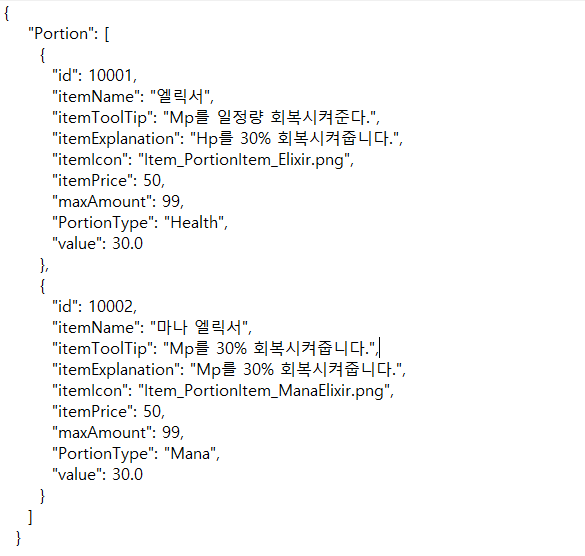 {
"Portion": [
{
"id": 10001,
"itemName": "엘릭서",
"itemToolTip": "Mp를 일정량 회복시켜준다.",
"itemExplanation": "Hp를 30% 회복시켜줍니다.",
"itemIcon": "Item_PortionItem_Elixir.png",
"itemPrice": 50,
"maxAmount": 99,
"PortionType": "Health",
"value": 30.0
},
{
"id": 10002,
"itemName": "마나 엘릭서",
"itemToolTip": "Mp를 30% 회복시켜줍니다.",
"itemExplanation": "Mp를 30% 회복시켜줍니다.",
"itemIcon": "Item_PortionItem_ManaElixir.png",
"itemPrice": 50,
"maxAmount": 99,
"PortionType": "Mana",
"value": 30.0
}
]
}